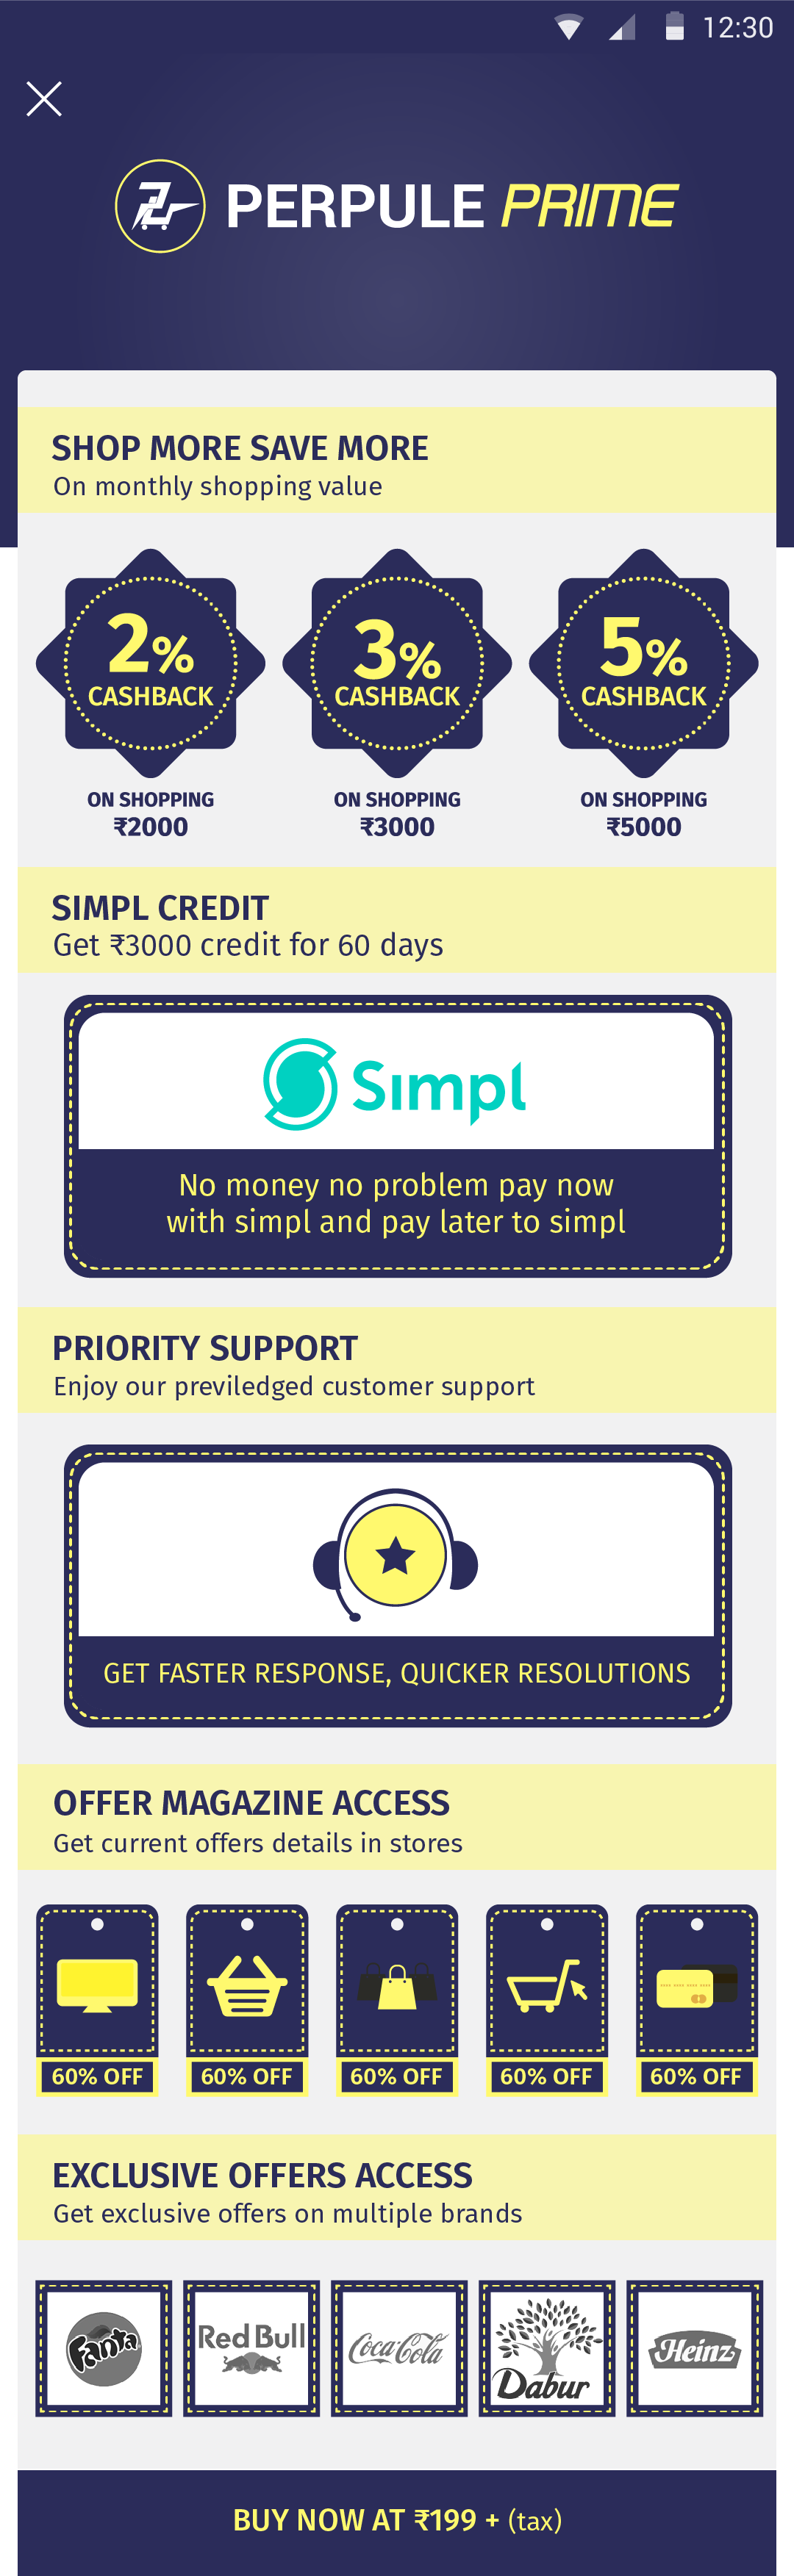 12:30
PERPULE PRIME
SHOP MORE SAVE MORE
On monthly shopping value
2% CASHBACK
ON SHOPPING
₹2000
3% CASHBACK
ON SHOPPING
₹3000
5% CASHBACK
ON SHOPPING
₹5000
SIMPL CREDIT
Get ₹3000 credit for 60 days
Simpl
No money no problem pay now
with simpl and pay later to simpl
PRIORITY SUPPORT
Enjoy our previledged customer support
GET FASTER RESPONSE, QUICKER RESOLUTIONS
OFFER MAGAZINE ACCESS
Get current offers details in stores
60% OFF 60% OFF 60% OFF 60% OFF 60% OFF
EXCLUSIVE OFFERS ACCESS
Get exclusive offers on multiple brands
Fanta Red Bull Coca-Cola Dabur Heinz
BUY NOW AT ₹199 + (tax)